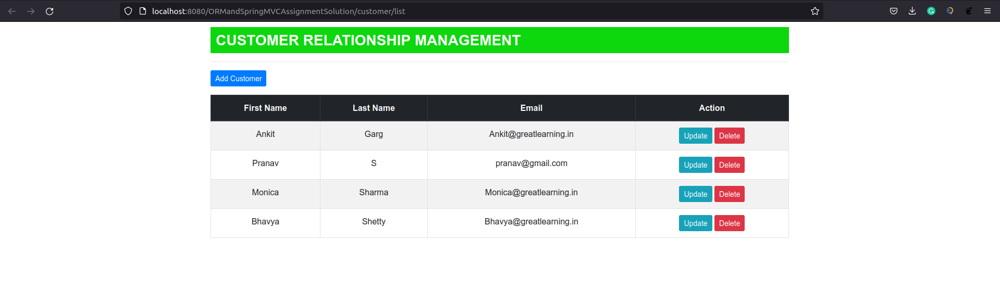 localhost:8080/ORMandSpringMVCAssignmentSolution/customer/list
CUSTOMER RELATIONSHIP MANAGEMENT
Add Customer
First Name Last Name Email Action
Ankit Garg Ankit@greatlearning.in Update Delete
Pranav S pranav@gmail.com Update Delete
Monica Sharma Monica@greatlearning.in Update Delete
Bhavya Shetty Bhavya@greatlearning.in Update Delete